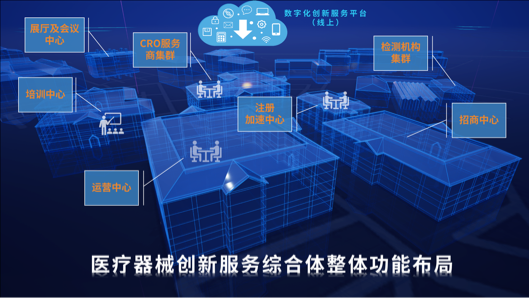 数字化创新服务平台
（线上）
展厅及会议
中心
CRO服务
商集群
检测机构
集群
培训中心
注册
加速中心
招商中心
运营中心
医疗器械创新服务综合体整体功能布局